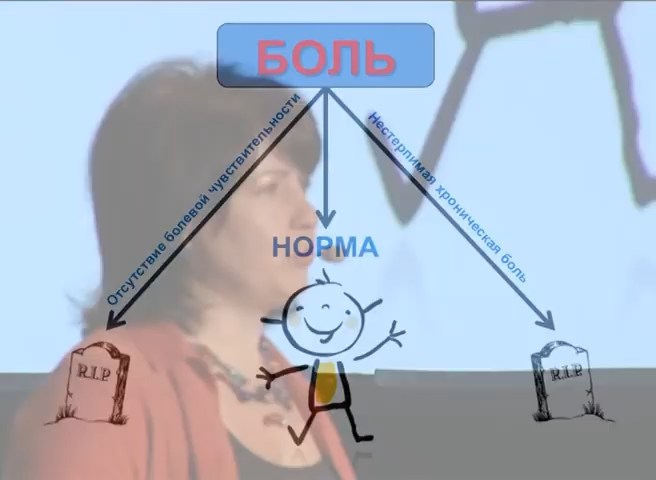 БОЛЬ
Отсутствие болевой чувствительности
Нестерпимая хроническая боль
НОРМА
R.I.P
R.I.P